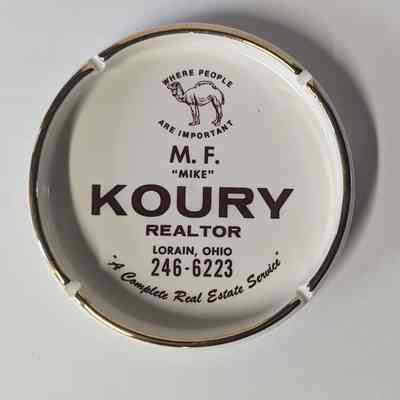 WHERE PEOPLE
ARE IMPORTANT
M. F.
"MIKE"
KOURY
REALTOR
LORAIN, OHIO
246-6223
"A Complete Real Estate Service"